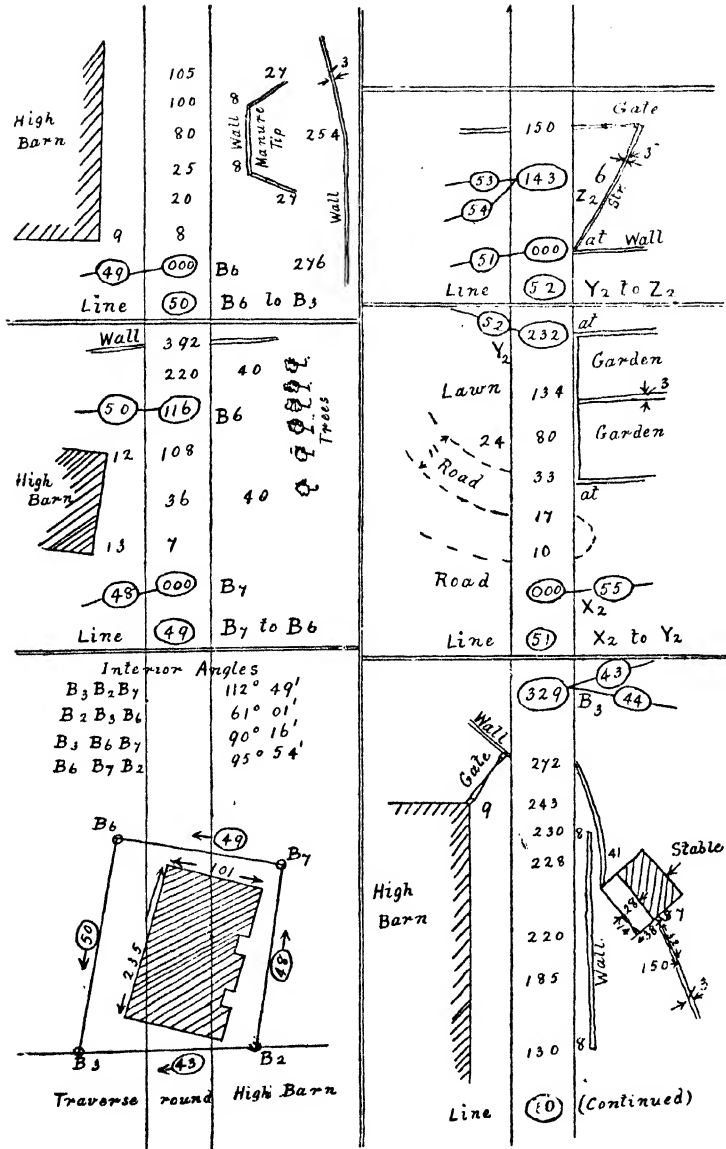 105
3
27
100
8
High Barn
80
Wall
Manure Tip
254
25
8
20
27
Wall
9 8
49 000 B6 276
Line 50 B6 to B3
Wall 392
220 40
50 116 B6
Trees
12 108
High Barn
36 40
13 7
48 000 B7
Line 49 B7 to B6
Interior Angles
B3 B2 B7 112° 49'
B2 B3 B6 61° 01'
B3 B6 B7 90° 16'
B6 B7 B2 95° 54'
B6 49 B7
101
50
235
48
B3 43 B2
Traverse round High Barn
Gate
150
3
53 143 6
Z2 Str.
54
51 000 at Wall
Line 52 Y2 to Z2
52 232 at
Y2
Garden
Lawn 134 3
24 80 Garden
11
Road
33
at
17
10
Road 000 55
X2
Line 51 X2 to Y2
43
329 B3 44
Wall
272
Gate
9 243
230 8
Stable
228 41
High Barn
28
7
14 38
220
Wall
150
185
3
130 8
Line (Continued)